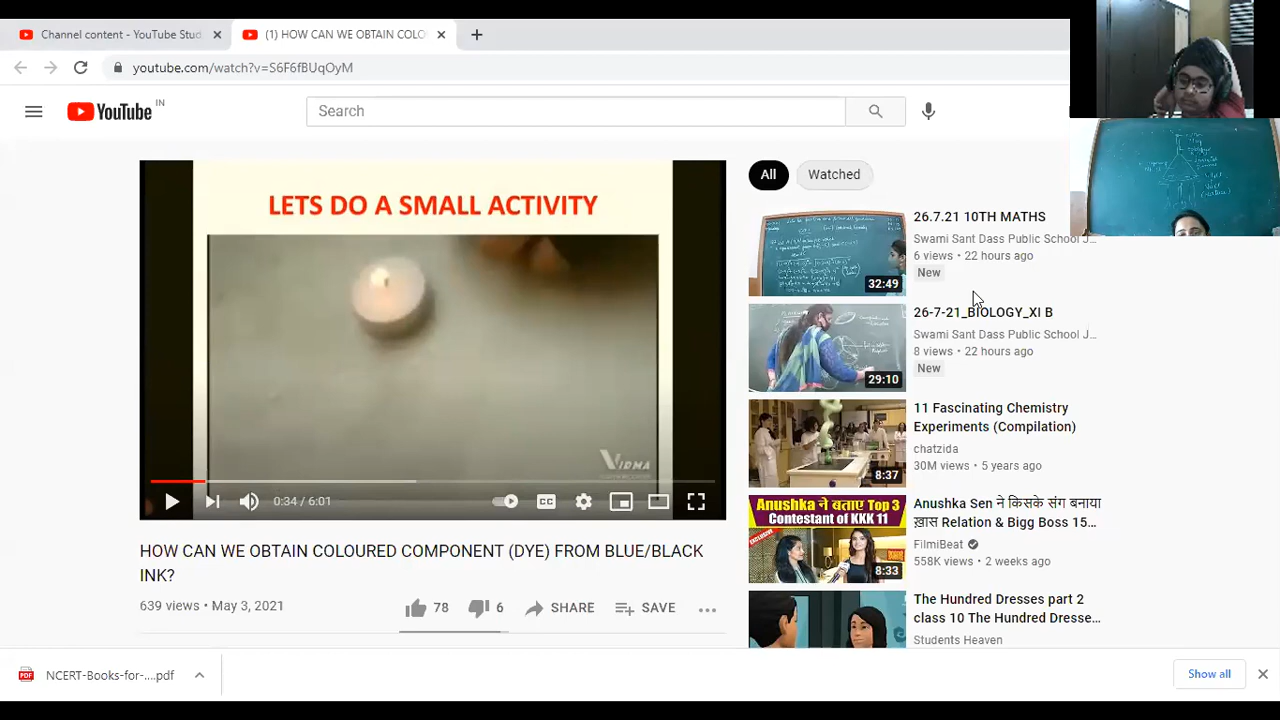 Channel content - YouTube Stud
(1) HOW CAN WE OBTAIN COLO
youtube.com/watch?v=S6F6fBUqOyM
YouTube IN
Search
LETS DO A SMALL ACTIVITY
VIRMA
0:34 / 6:01
CC
HOW CAN WE OBTAIN COLOURED COMPONENT (DYE) FROM BLUE/BLACK
INK?
639 views • May 3, 2021
78
6
SHARE
SAVE
All
Watched
32:49
26.7.21 10TH MATHS
Swami Sant Dass Public School J...
6 views • 22 hours ago
New
29:10
26-7-21_BIOLOGY_XI B
Swami Sant Dass Public School J...
8 views • 22 hours ago
New
8:37
11 Fascinating Chemistry
Experiments (Compilation)
chatzida
30M views • 5 years ago
Anushka ने बताए Top 3
Contestant of KKK 11
EXCLUSIVE
8:33
Anushka Sen ने किसके संग बनाया
ख़ास Relation & Bigg Boss 15...
FilmiBeat
558K views • 2 weeks ago
The Hundred Dresses part 2
class 10 The Hundred Dresse...
Students Heaven
PDF
NCERT-Books-for-....pdf
Show all